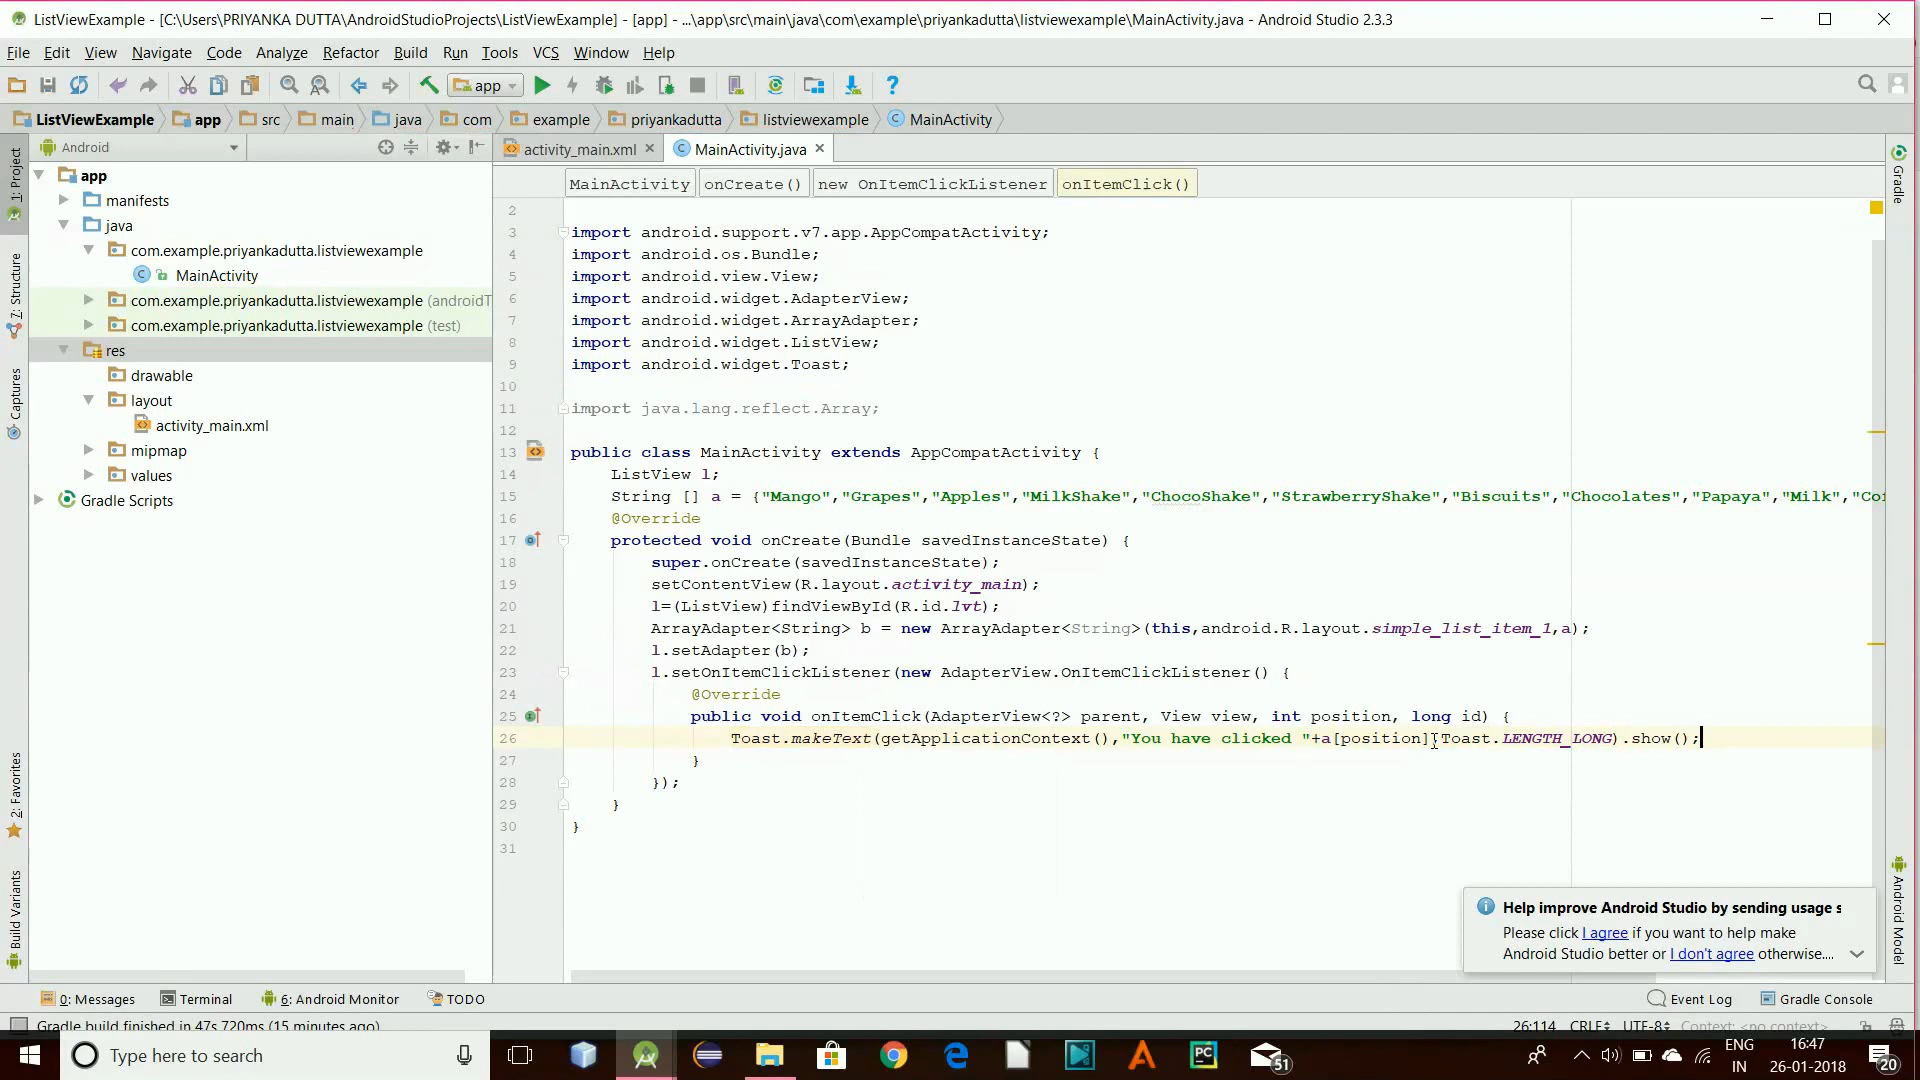 ListViewExample - [C:\Users\PRIYANKA DUTTA\AndroidStudioProjects\ListViewExample] - [app] - ...\app\src\main\java\com\example\priyankadutta\listviewexample\MainActivity.java - Android Studio 2.3.3
File Edit View Navigate Code Analyze Refactor Build Run Tools VCS Window Help
app
ListViewExample app src main java com example priyankadutta listviewexample MainActivity
Android
activity_main.xml MainActivity.java
1: Project
7: Structure
Captures
2: Favorites
Build Variants
app
manifests
java
com.example.priyankadutta.listviewexample
MainActivity
com.example.priyankadutta.listviewexample (androidT
com.example.priyankadutta.listviewexample (test)
res
drawable
layout
activity_main.xml
mipmap
values
Gradle Scripts
MainActivity onCreate() new OnItemClickListener onItemClick()
2
3 import android.support.v7.app.AppCompatActivity;
4 import android.os.Bundle;
5 import android.view.View;
6 import android.widget.AdapterView;
7 import android.widget.ArrayAdapter;
8 import android.widget.ListView;
9 import android.widget.Toast;
10
11 import java.lang.reflect.Array;
12
13 public class MainActivity extends AppCompatActivity {
14 ListView l;
15 String [] a = {"Mango","Grapes","Apples","MilkShake","ChocoShake","StrawberryShake","Biscuits","Chocolates","Papaya","Milk","Cof
16 @Override
17 protected void onCreate(Bundle savedInstanceState) {
18 super.onCreate(savedInstanceState);
19 setContentView(R.layout.activity_main);
20 l=(ListView)findViewById(R.id.lvt);
21 ArrayAdapter<String> b = new ArrayAdapter<String>(this,android.R.layout.simple_list_item_1,a);
22 l.setAdapter(b);
23 l.setOnItemClickListener(new AdapterView.OnItemClickListener() {
24 @Override
25 public void onItemClick(AdapterView<?> parent, View view, int position, long id) {
26 Toast.makeText(getApplicationContext(),"You have clicked "+a[position],Toast.LENGTH_LONG).show();
27 }
28 });
29 }
30 }
31
Gradle
Android Model
Help improve Android Studio by sending usage s
Please click I agree if you want to help make
Android Studio better or I don't agree otherwise....
0: Messages Terminal 6: Android Monitor TODO Event Log Gradle Console
Gradle build finished in 47s 720ms (15 minutes ago) 26:114 CRLF UTF-8 Context: <no context>
Type here to search
PC
51
ENG
IN
16:47
26-01-2018
20